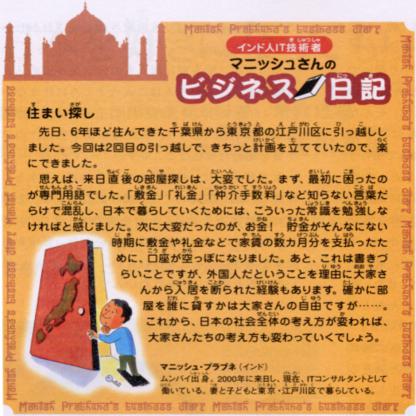 インド人IT技術者
マニッシュさんの
ビジネス日記
住まい探し
先日、6年ほど住んできた千葉県から東京都の江戸川区に引っ越し
ました。今回は2回目の引っ越しで、きちっと計画を立てていたので、楽
にできました。
思えば、来日直後の部屋探しは、大変でした。まず、最初に困ったの
が専門用語でした。「敷金」「礼金」「仲介手数料」など知らない言葉だ
らけで混乱し、日本で暮らしていくためには、こういった常識を勉強しな
ければと感じました。次に大変だったのが、お金！ 貯金がそんなにない
時期に敷金や礼金などで家賃の数カ月分を支払ったた
めに、口座が空っぽになりました。あと、これは書きづ
らいことですが、外国人だということを理由に大家さ
んから入居を断られた経験もあります。確かに部
屋を誰に貸すかは大家さんの自由ですが……。
これから、日本の社会全体の考え方が変われば、
大家さんたちの考え方も変わっていくでしょう。
マニッシュ・プラブネ（インド）
ムンバイ出身。2000年に来日し、現在、ITコンサルタントとして
働いている。妻と子どもと東京・江戸川区で暮らしている。
Manish Prabhune's business diary